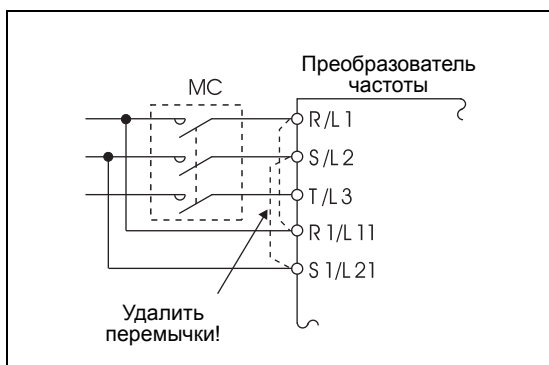 Преобразователь
частоты
MC
R/L1
S/L2
T/L3
R1/L11
S1/L21
Удалить
перемычки!